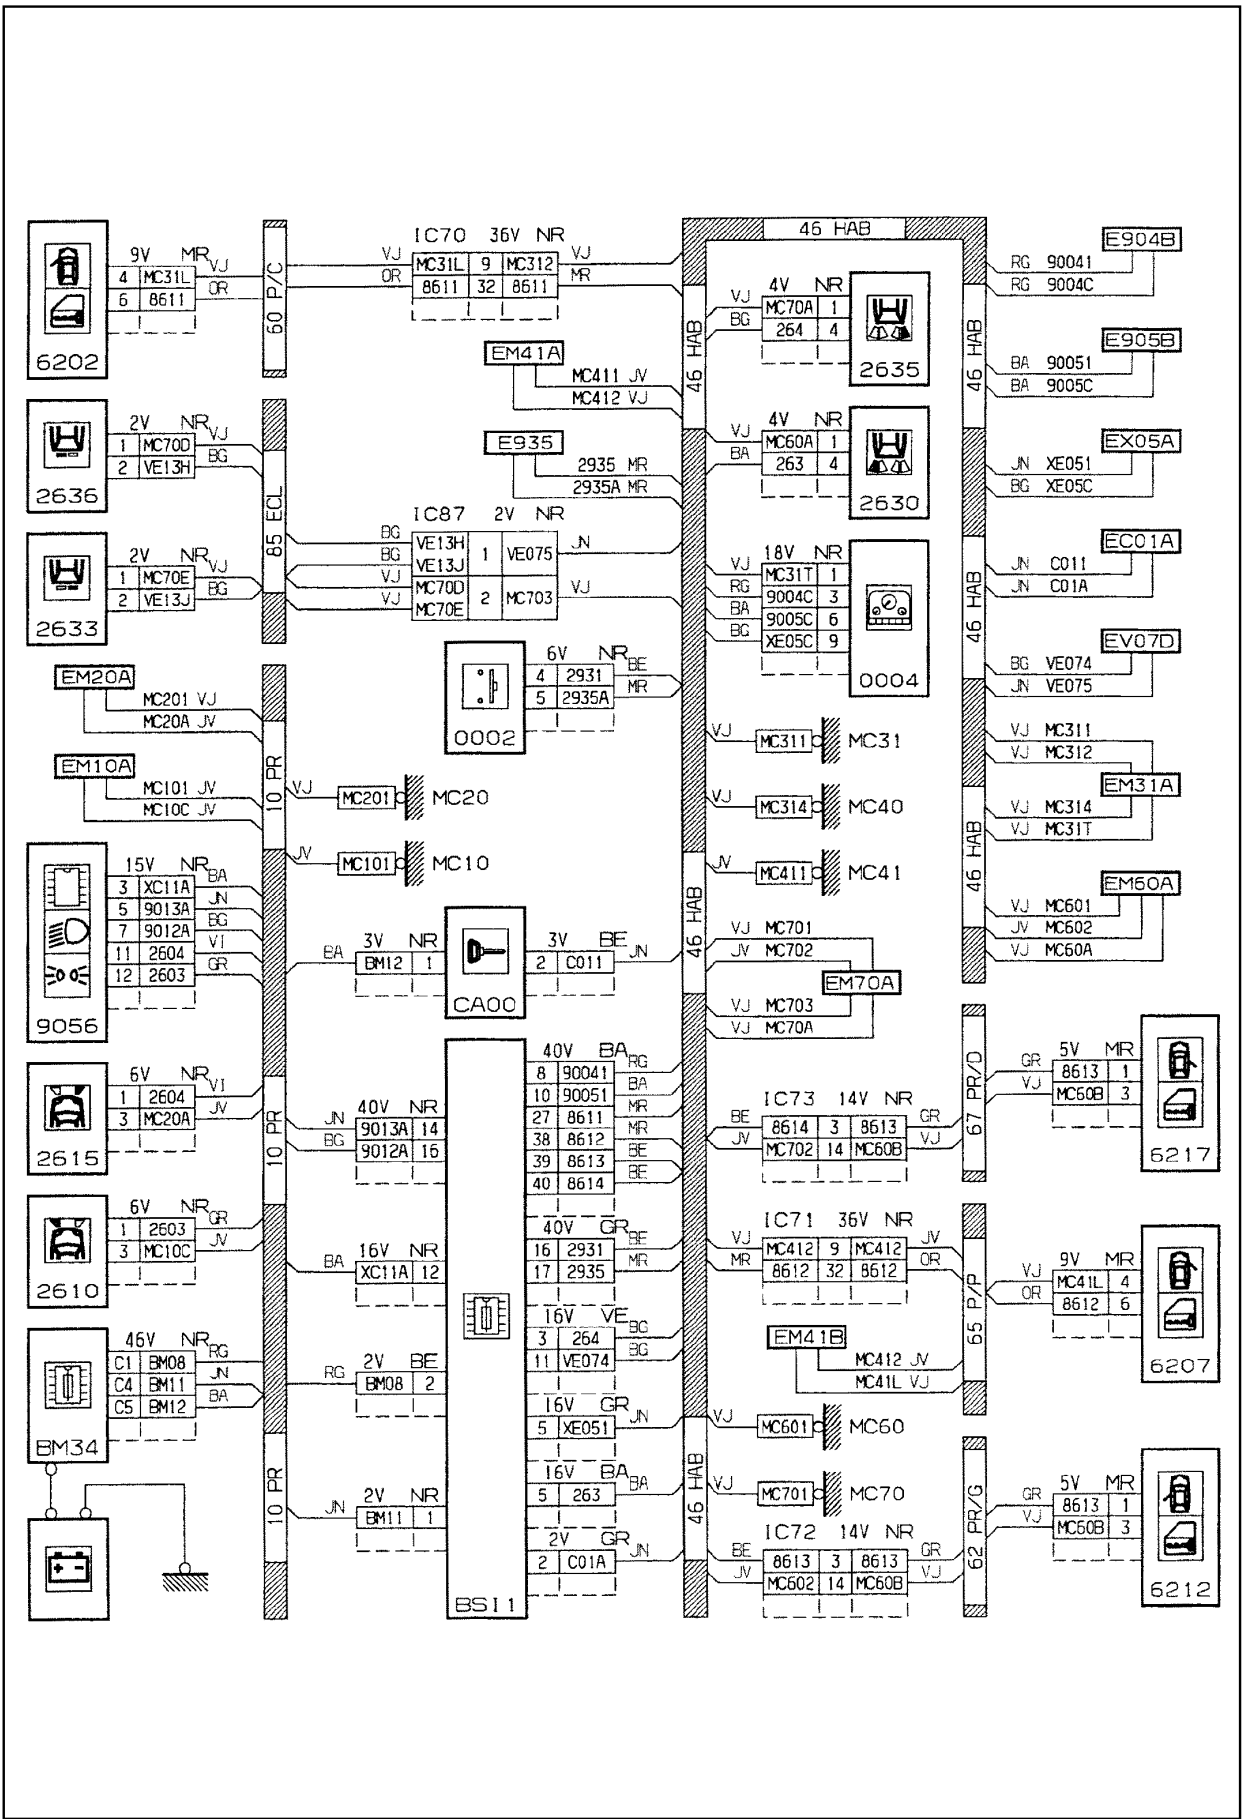 46 HAB
6202
9V MR
4 MC31L VJ
6 8611 OR
60 P/C
IC70 36V NR
VJ MC31L 9 MC312 VJ
OR 8611 32 8611 MR
2636
2V NR
1 MC70D VJ
2 VE13H BG
2633
2V NR
1 MC70E VJ
2 VE13J BG
85 ECL
EM41A
MC411 JV
MC412 VJ
E935
2935 MR
2935A MR
IC87 2V NR
BG VE13H 1 VE075 JN
BG VE13J
VJ MC70D 2 MC703 VJ
VJ MC70E
0002
6V NR
4 2931 BE
5 2935A MR
EM20A
MC201 VJ
MC20A JV
EM10A
MC101 JV
MC10C JV
10 PR
VJ MC201 MC20
JV MC101 MC10
9056
15V NR
3 XC11A BA
5 9013A JN
7 9012A BG
11 2604 VI
12 2603 GR
3V NR
BA BM12 1
CA00
3V BE
2 C011 JN
2615
6V NR
1 2604 VI
3 MC20A JV
10 PR
2610
6V NR
1 2603 GR
3 MC10C JV
BM34
46V NR
C1 BM08 RG
C4 BM11 JN
C5 BM12 BA
10 PR
40V NR
JN 9013A 14
BG 9012A 16
16V NR
BA XC11A 12
2V BE
RG BM08 2
2V NR
JN BM11 1
BSI1
40V BA
8 90041 RG
10 90051 BA
27 8611 MR
38 8612 MR
39 8613 BE
40 8614 BE
40V GR
16 2931 BE
17 2935 MR
16V VE
3 264 BG
11 VE074 BG
16V GR
5 XE051 JN
16V BA
5 263 BA
2V GR
2 C01A JN
46 HAB
46 HAB
46 HAB
4V NR
VJ MC70A 1
BG 264 4
2635
4V NR
VJ MC60A 1
BA 263 4
2630
18V NR
VJ MC31T 1
RG 9004C 3
BA 9005C 6
BG XE05C 9
0004
VJ MC311 MC31
VJ MC314 MC40
JV MC411 MC41
VJ MC701
JV MC702
EM70A
VJ MC703
VJ MC70A
IC73 14V NR
BE 8614 3 8613 GR
JV MC702 14 MC60B VJ
IC71 36V NR
VJ MC412 9 MC412 JV
MR 8612 32 8612 OR
EM41B
MC412 JV
MC41L VJ
VJ MC601 MC60
VJ MC701 MC70
IC72 14V NR
BE 8613 3 8613 GR
JV MC602 14 MC60B VJ
46 HAB
46 HAB
46 HAB
E904B
RG 90041
RG 9004C
E905B
BA 90051
BA 9005C
EX05A
JN XE051
BG XE05C
EC01A
JN C011
JN C01A
EV07D
BG VE074
JN VE075
VJ MC311
VJ MC312
EM31A
VJ MC314
VJ MC31T
EM60A
VJ MC601
JV MC602
VJ MC60A
67 PR/D
5V MR
GR 8613 1
VJ MC60B 3
6217
65 P/P
9V MR
VJ MC41L 4
OR 8612 6
6207
62 PR/G
5V MR
GR 8613 1
VJ MC60B 3
6212